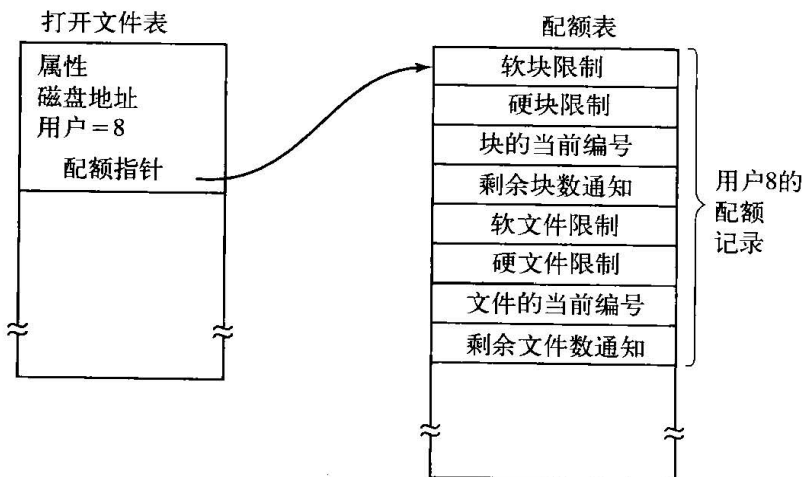 打开文件表
属性
磁盘地址
用户=8
配额指针
配额表
软块限制
硬块限制
块的当前编号
剩余块数通知
软文件限制
硬文件限制
文件的当前编号
剩余文件数通知
用户8的
配额
记录